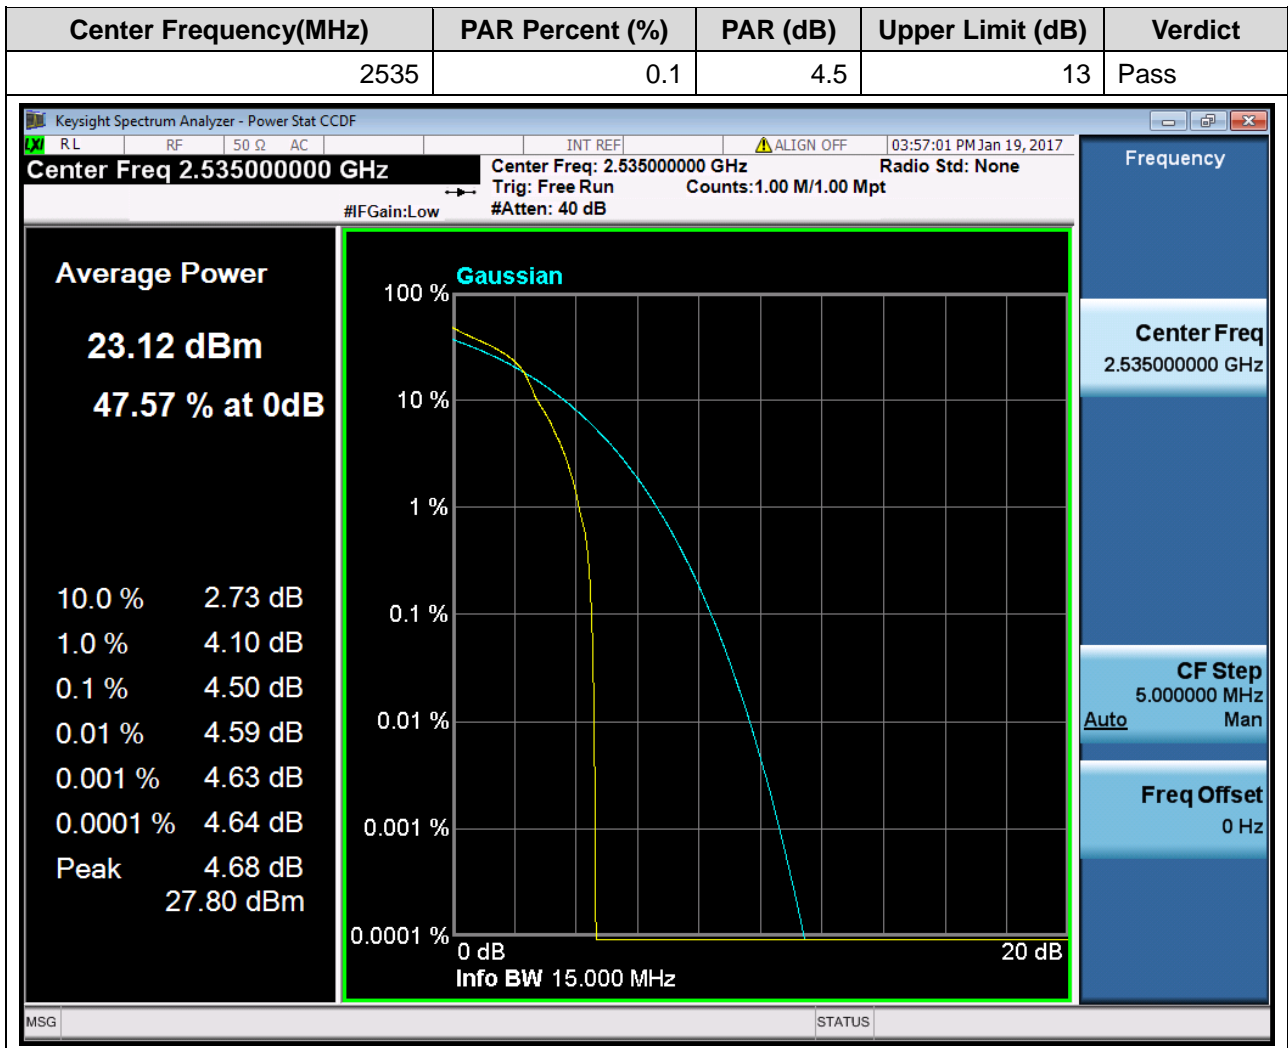 Center Frequency(MHz) PAR Percent (%) PAR (dB) Upper Limit (dB) Verdict
2535 0.1 4.5 13 Pass
Keysight Spectrum Analyzer - Power Stat CCDF
LXI RL RF 50 Ω AC INT REF ALIGN OFF 03:57:01 PM Jan 19, 2017
Center Freq 2.535000000 GHz
Center Freq: 2.535000000 GHz Radio Std: None
Trig: Free Run Counts:1.00 M/1.00 Mpt
#IFGain:Low #Atten: 40 dB
Average Power
23.12 dBm
47.57 % at 0dB
10.0 % 2.73 dB
1.0 % 4.10 dB
0.1 % 4.50 dB
0.01 % 4.59 dB
0.001 % 4.63 dB
0.0001 % 4.64 dB
Peak 4.68 dB
27.80 dBm
Gaussian
100 %
10 %
1 %
0.1 %
0.01 %
0.001 %
0.0001 %
0 dB 20 dB
Info BW 15.000 MHz
Frequency
Center Freq
2.535000000 GHz
CF Step
5.000000 MHz
Auto Man
Freq Offset
0 Hz
MSG STATUS